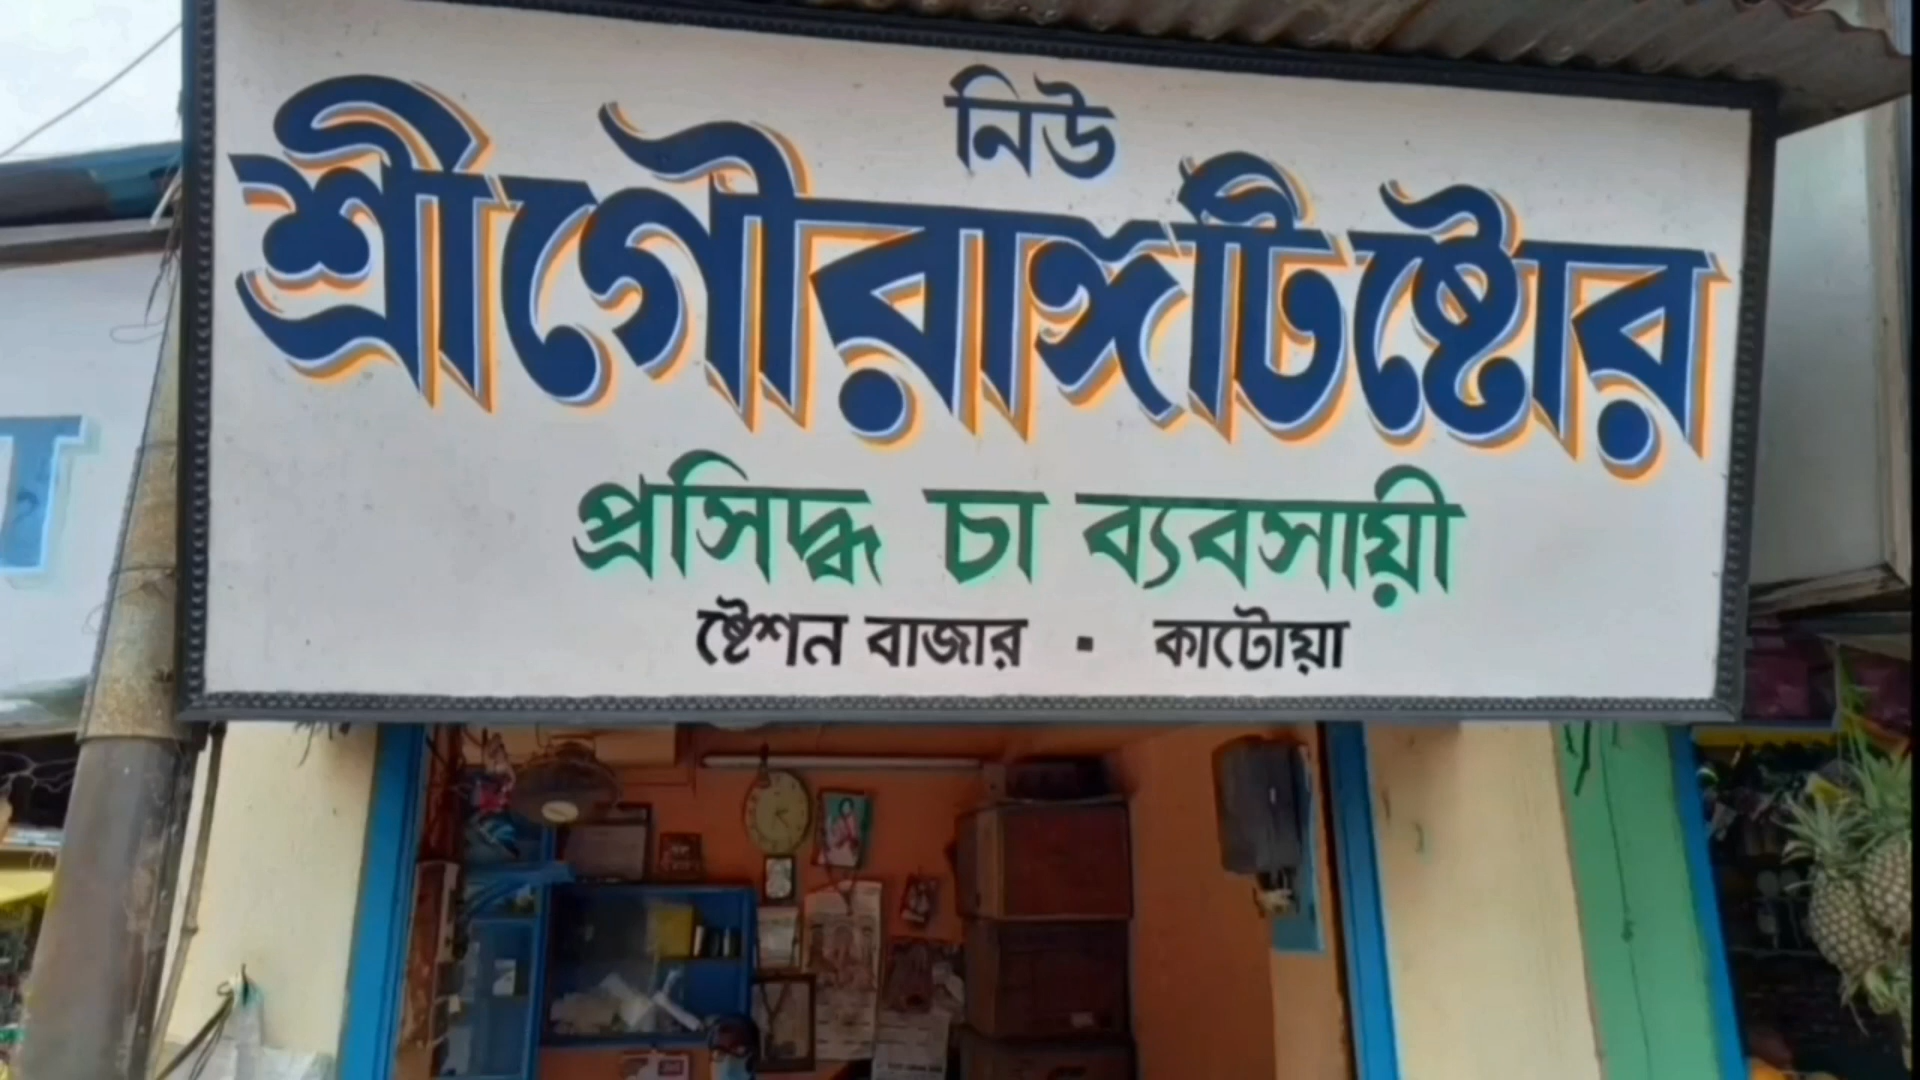 নিউ
শ্রীগৌরাঙ্গটিষ্টোর
প্রসিদ্ধ চা ব্যবসায়ী
ষ্টেশন বাজার • কাটোয়া